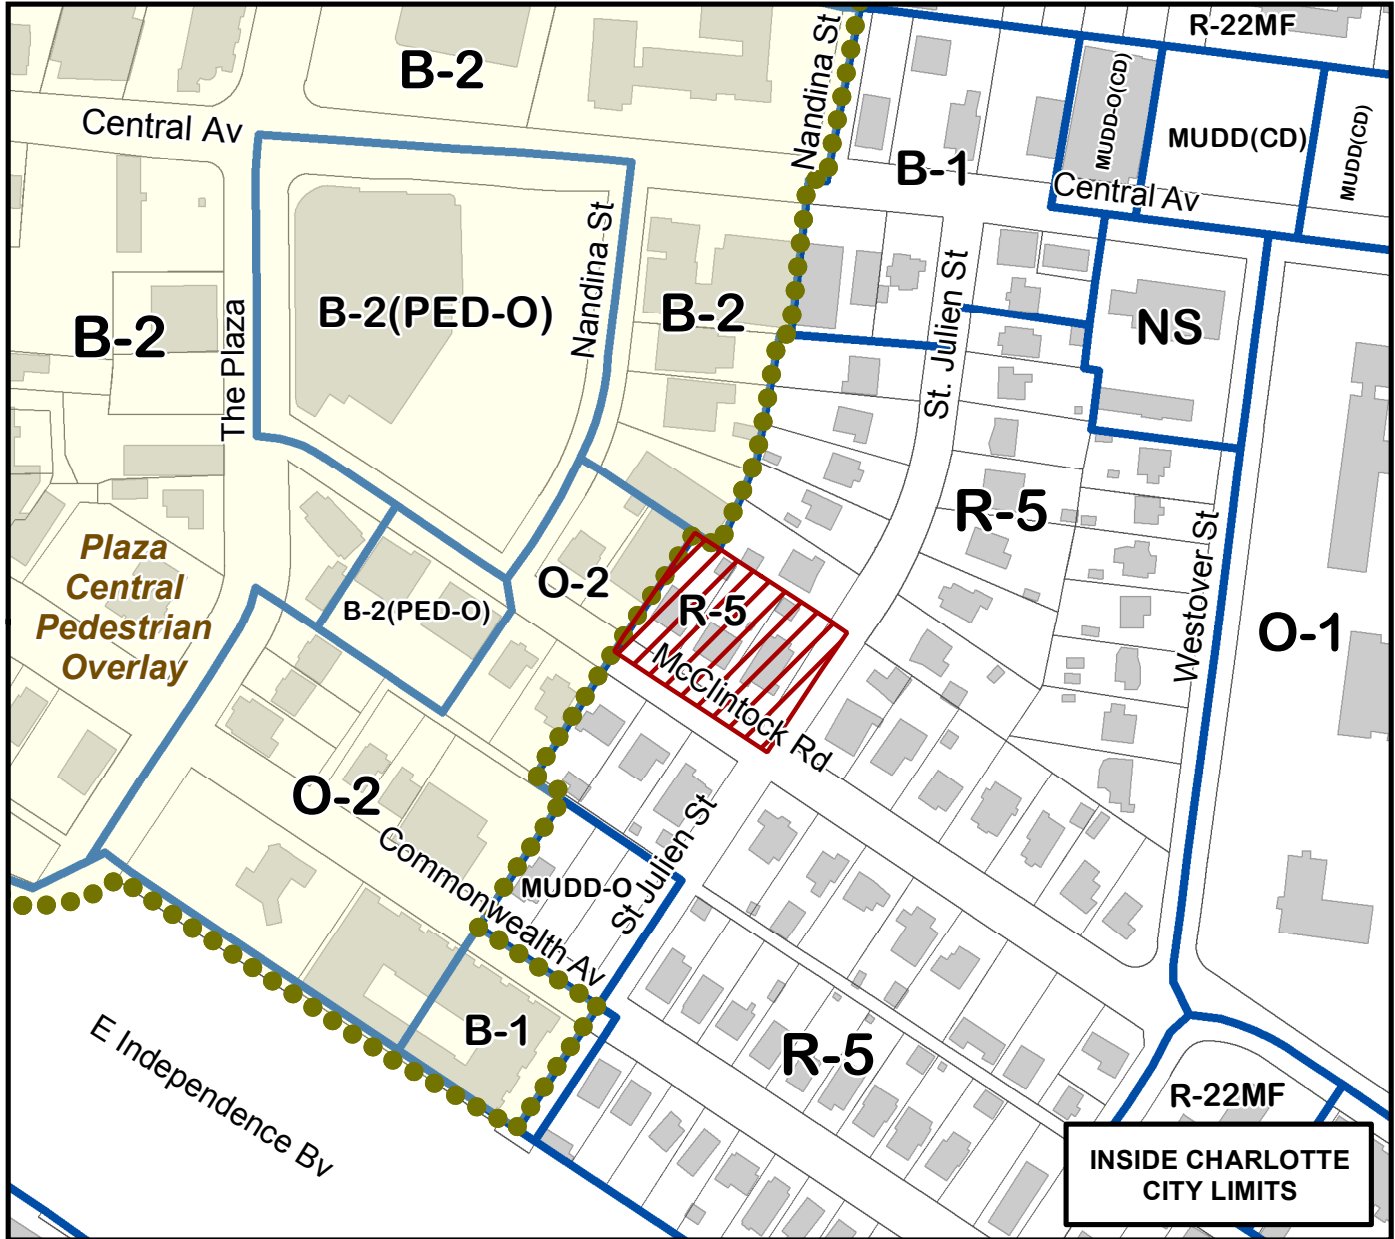 R-22MF
B-2
Nandina St
MUDD-O(CD)
MUDD(CD)
MUDD(CD)
Central Av
B-1
Central Av
B-2(PED-O)
Nandina St
B-2
St. Julien St
NS
B-2
The Plaza
R-5
Plaza
Central
Pedestrian
Overlay
B-2(PED-O)
O-2
R-5
Westover St
O-1
McClintock Rd
O-2
Commonwealth Av
MUDD-O
St Julien St
B-1
R-5
E Independence Bv
R-22MF
INSIDE CHARLOTTE
CITY LIMITS